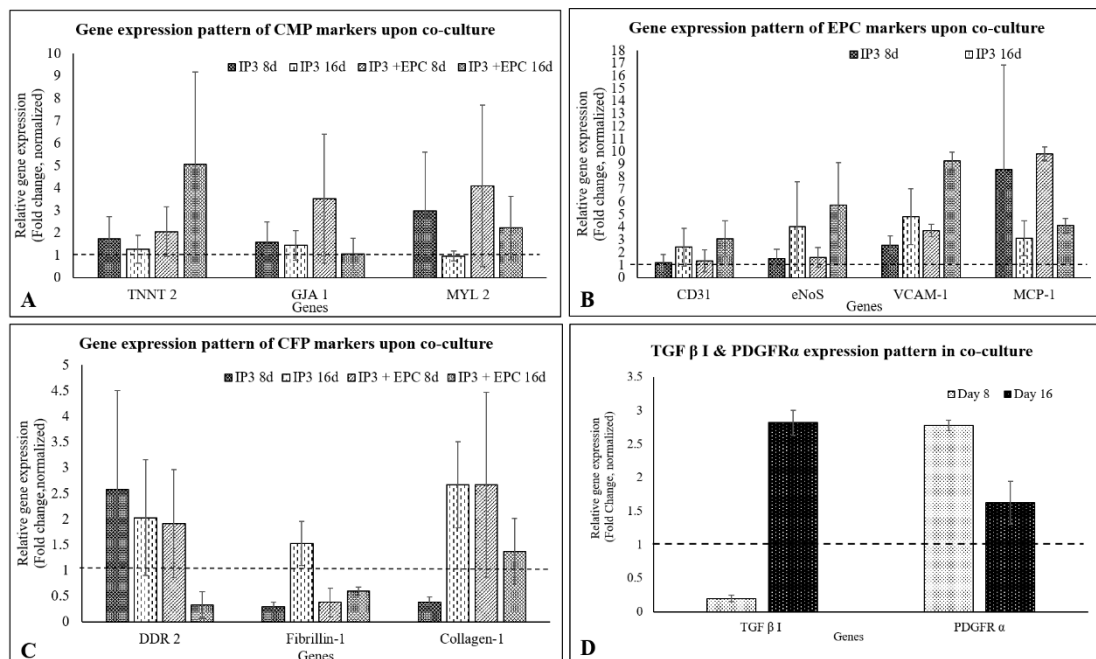 Gene expression pattern of CMP markers upon co-culture
IP3 8d IP3 16d IP3 +EPC 8d IP3 +EPC 16d
Relative gene expression
(Fold change, normalized)
10
9
8
7
6
5
4
3
2
1
0
TNNT 2 GJA 1 MYL 2
Genes
A
Gene expression pattern of EPC markers upon co-culture
IP3 8d IP3 16d
Relative gene expression
(Fold change, normalized)
18
17
16
15
14
13
12
11
10
9
8
7
6
5
4
3
2
1
0
CD31 eNoS VCAM-1 MCP-1
Genes
B
Gene expression pattern of CFP markers upon co-culture
IP3 8d IP3 16d IP3 + EPC 8d IP3 + EPC 16d
Relative gene expression
(Fold change,normalized)
5
4.5
4
3.5
3
2.5
2
1.5
1
0.5
0
DDR 2 Fibrillin-1 Collagen-1
Genes
C
TGF β I & PDGFRα expression pattern in co-culture
Day 8 Day 16
Relative gene expression
(Fold Change, normalized)
3.5
3
2.5
2
1.5
1
0.5
0
TGF β I PDGFR α
Genes
D